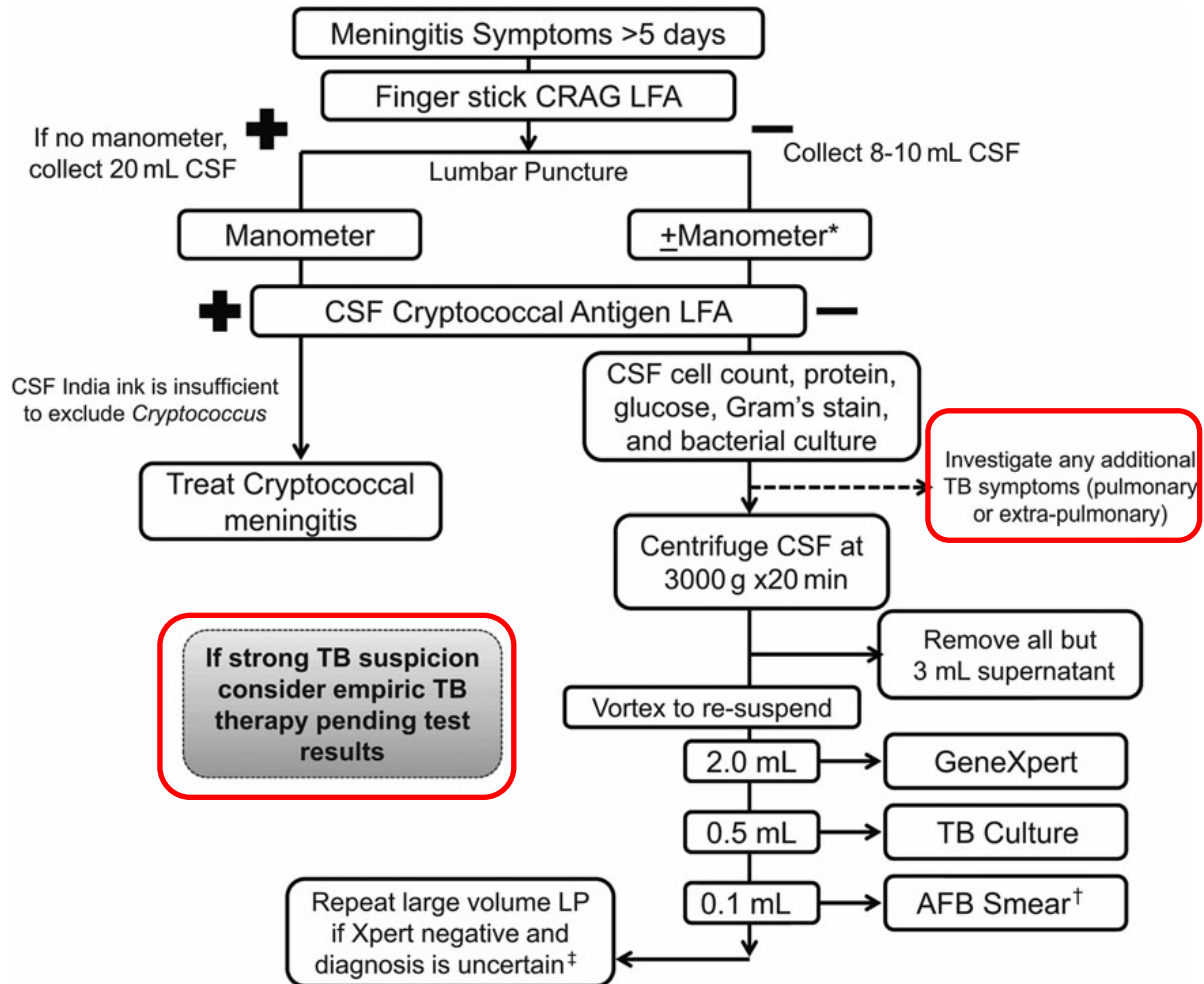 Meningitis Symptoms >5 days
Finger stick CRAG LFA
If no manometer,
collect 20 mL CSF
+
−
Collect 8-10 mL CSF
Lumbar Puncture
Manometer
±Manometer*
+
CSF Cryptococcal Antigen LFA
−
CSF India ink is insufficient
to exclude Cryptococcus
CSF cell count, protein,
glucose, Gram's stain,
and bacterial culture
Treat Cryptococcal
meningitis
Investigate any additional
TB symptoms (pulmonary
or extra-pulmonary)
Centrifuge CSF at
3000 g x20 min
If strong TB suspicion
consider empiric TB
therapy pending test
results
Remove all but
3 mL supernatant
Vortex to re-suspend
2.0 mL
GeneXpert
0.5 mL
TB Culture
0.1 mL
AFB Smear†
Repeat large volume LP
if Xpert negative and
diagnosis is uncertain‡